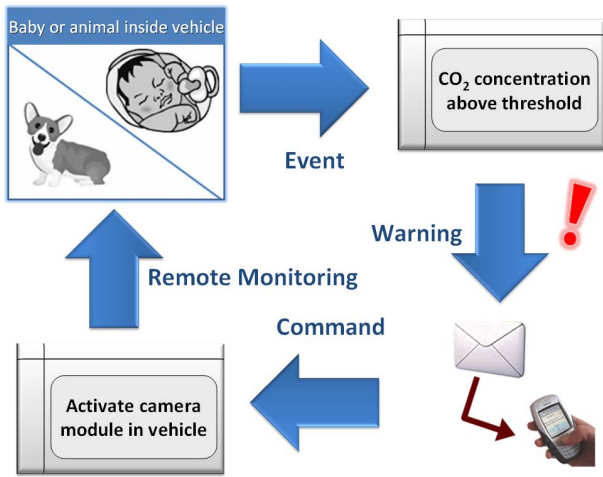 Baby or animal inside vehicle
CO₂ concentration
above threshold
Event
Warning
!
Remote Monitoring
Command
Activate camera
module in vehicle